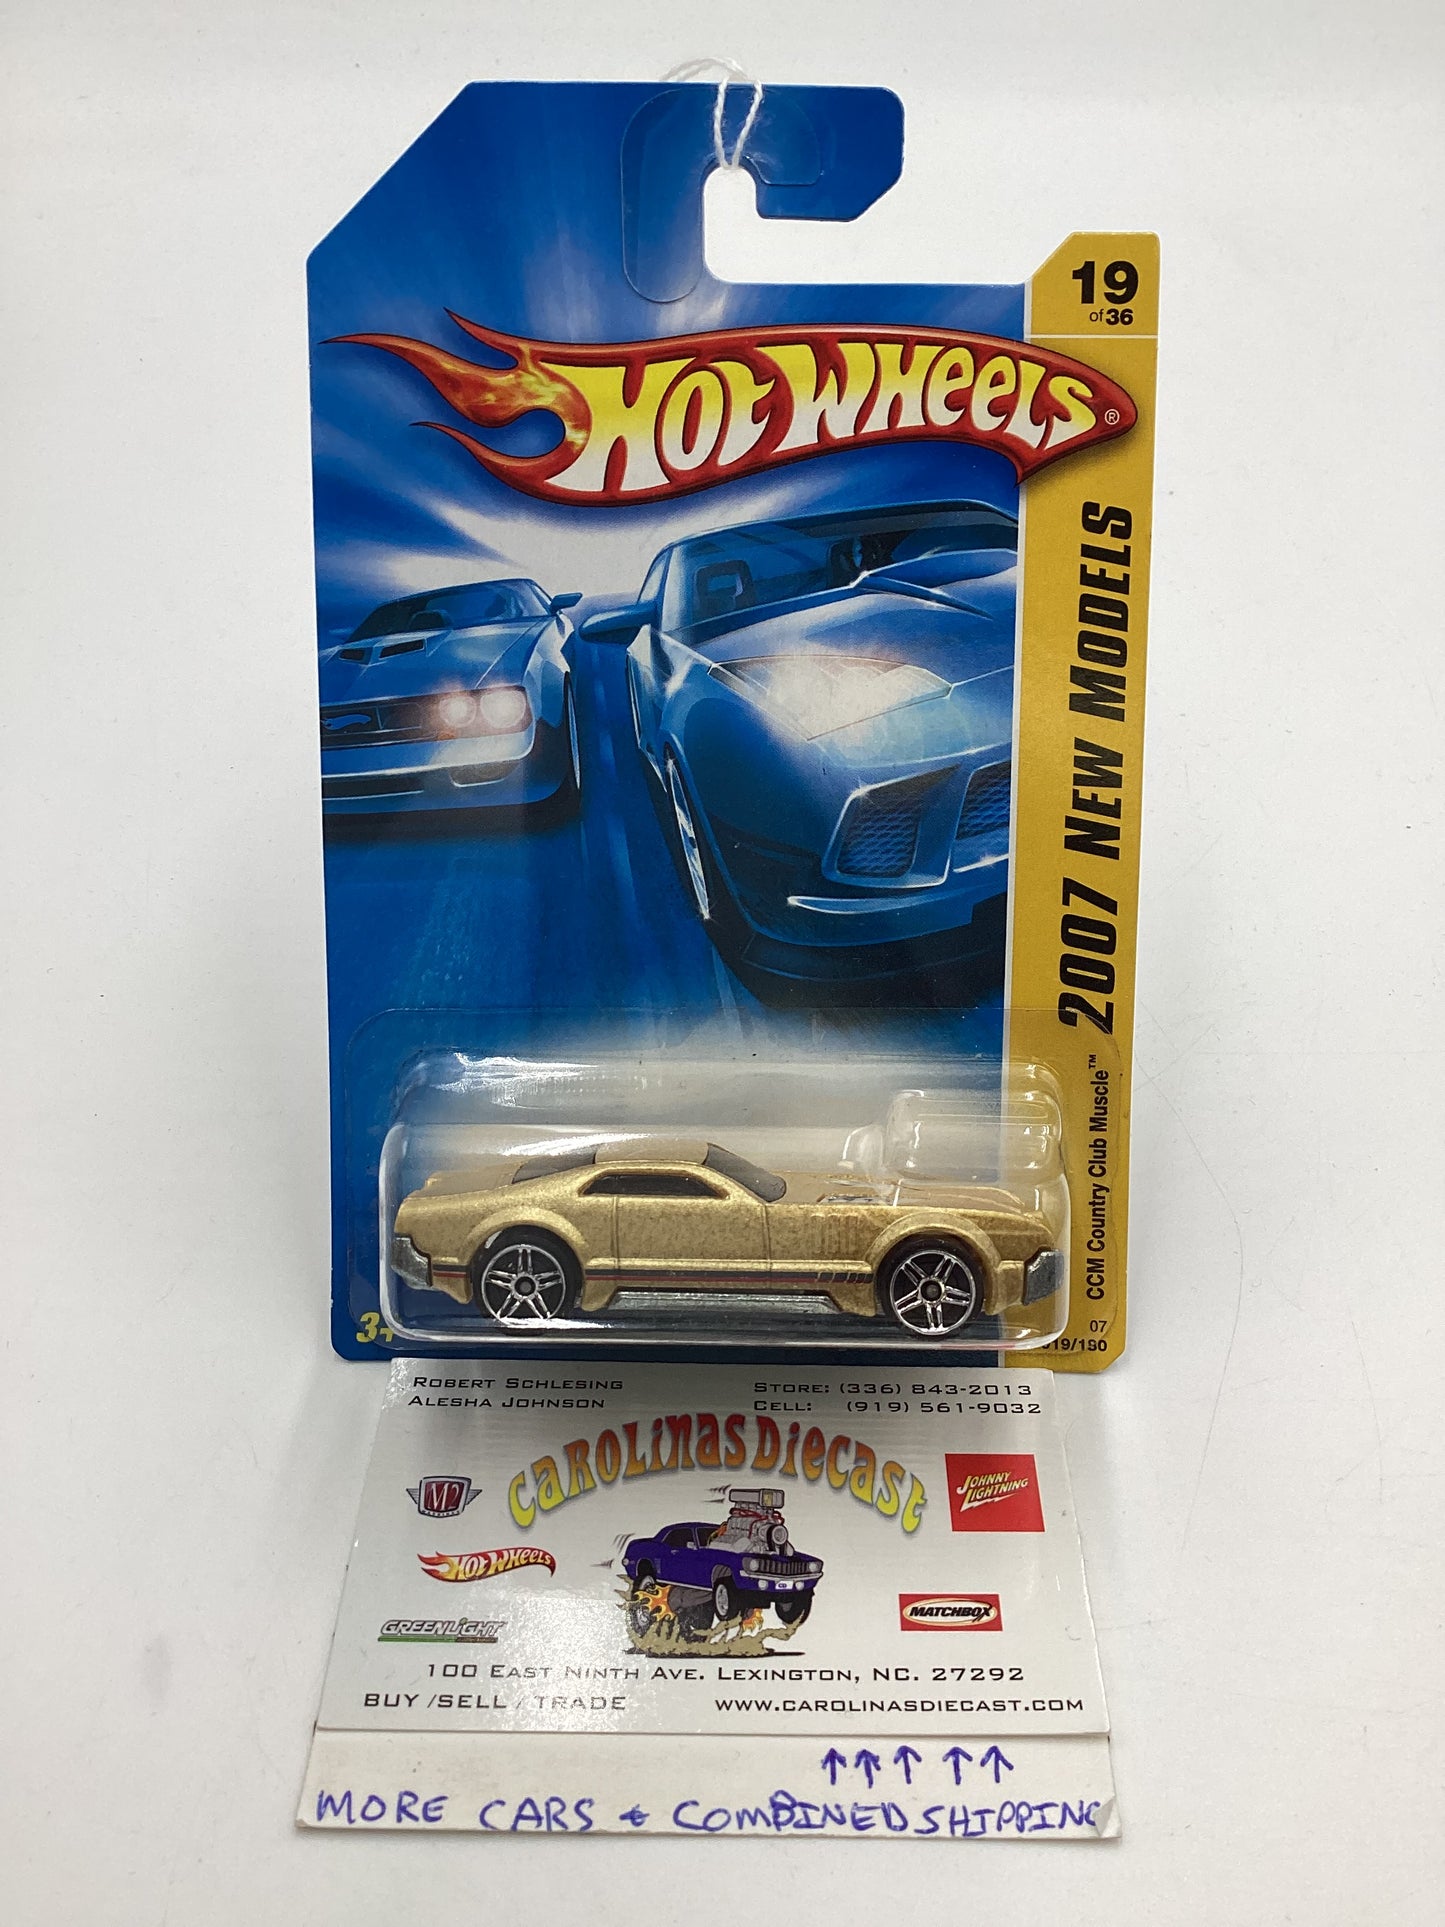 19
of 36
HOT WHEELS ®
2007 NEW MODELS
CCM Country Club Muscle™
07
019/180
3+
ROBERT SCHLESING
ALESHA JOHNSON
STORE: (336) 843-2013
CELL: (919) 561-9032
CAROLINAS DIECAST
M2
JOHNNY LIGHTNING
HOT WHEELS
MATCHBOX
GREENLIGHT
100 EAST NINTH AVE. LEXINGTON, NC. 27292
BUY /SELL / TRADE
WWW.CAROLINASDIECAST.COM
↑↑↑ ↑↑
MORE CARS & COMBINED SHIPPING